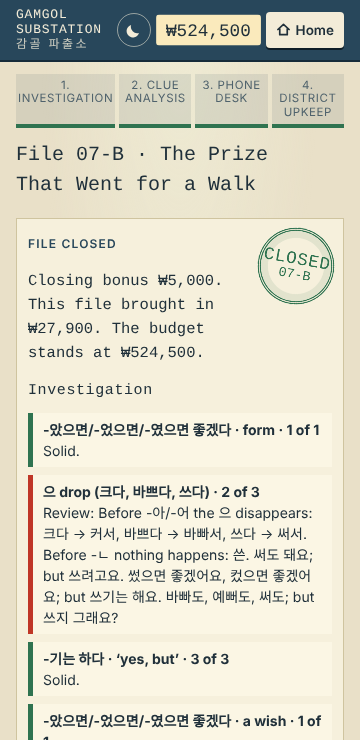 GAMGOL
SUBSTATION
감골 파출소
₩524,500
Home
1.
INVESTIGATION
2. CLUE
ANALYSIS
3. PHONE
DESK
4.
DISTRICT
UPKEEP
File 07-B · The Prize
That Went for a Walk
FILE CLOSED
CLOSED
07-B
Closing bonus ₩5,000.
This file brought in
₩27,900. The budget
stands at ₩524,500.
Investigation
-았으면/-었으면/-였으면 좋겠다 · form · 1 of 1
Solid.
으 drop (크다, 바쁘다, 쓰다) · 2 of 3
Review: Before -아/-어 the 으 disappears:
크다 → 커서, 바쁘다 → 바빠서, 쓰다 → 써서.
Before -ㄴ nothing happens: 쓴. 써도 돼요;
but 쓰려고요. 썼으면 좋겠어요, 컸으면 좋겠어
요; but 쓰기는 해요. 바빠도, 예뻐도, 써도; but
쓰지 그래요?
-기는 하다 · ‘yes, but’ · 3 of 3
Solid.
-았으면/-었으면/-였으면 좋겠다 · a wish · 1 of